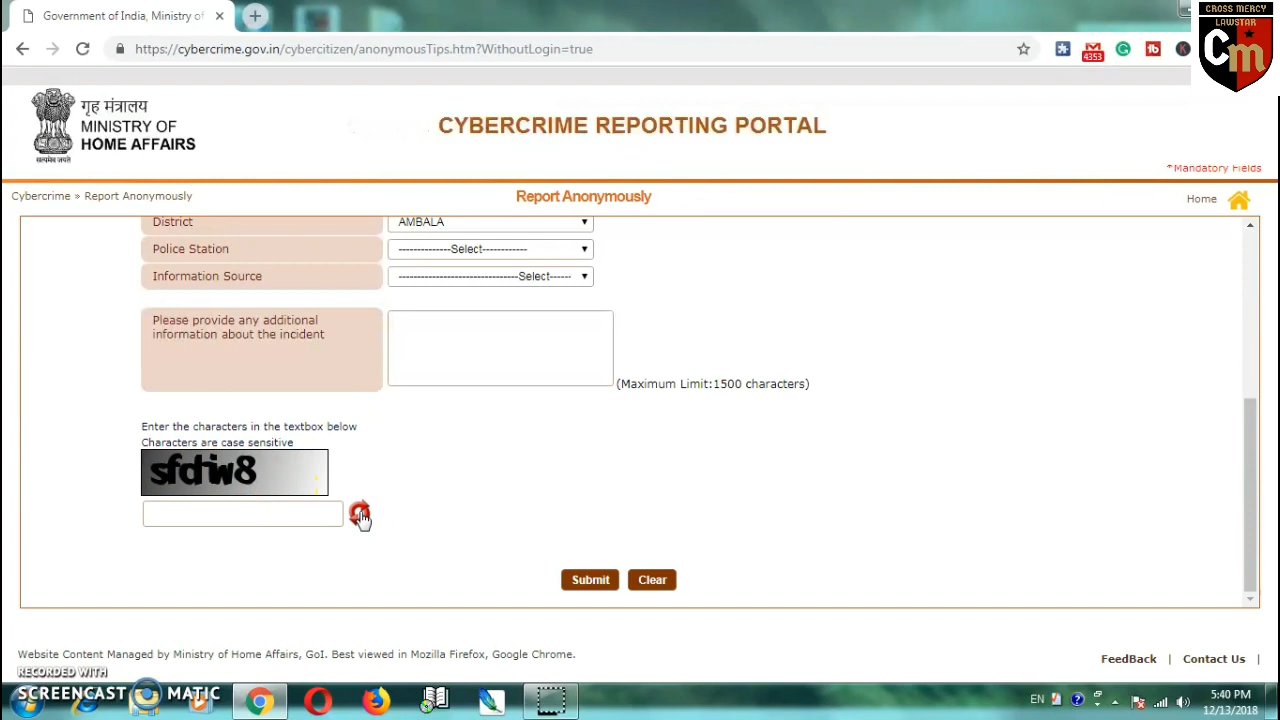 Government of India, Ministry of
CROSS MERCY
LAWSTAR
Cm
https://cybercrime.gov.in/cybercitizen/anonymousTips.htm?WithoutLogin=true
4353
गृह मंत्रालय
MINISTRY OF
HOME AFFAIRS
सत्यमेव जयते
CYBERCRIME REPORTING PORTAL
*Mandatory Fields
Cybercrime » Report Anonymously
Report Anonymously
Home
District
AMBALA
Police Station
--------------Select------------
Information Source
--------------------------------Select------
Please provide any additional
information about the incident
(Maximum Limit:1500 characters)
Enter the characters in the textbox below
Characters are case sensitive
Submit
Clear
Website Content Managed by Ministry of Home Affairs, GoI. Best viewed in Mozilla Firefox, Google Chrome.
FeedBack | Contact Us |
RECORDED WITH
SCREENCAST MATIC
EN
5:40 PM
12/13/2018